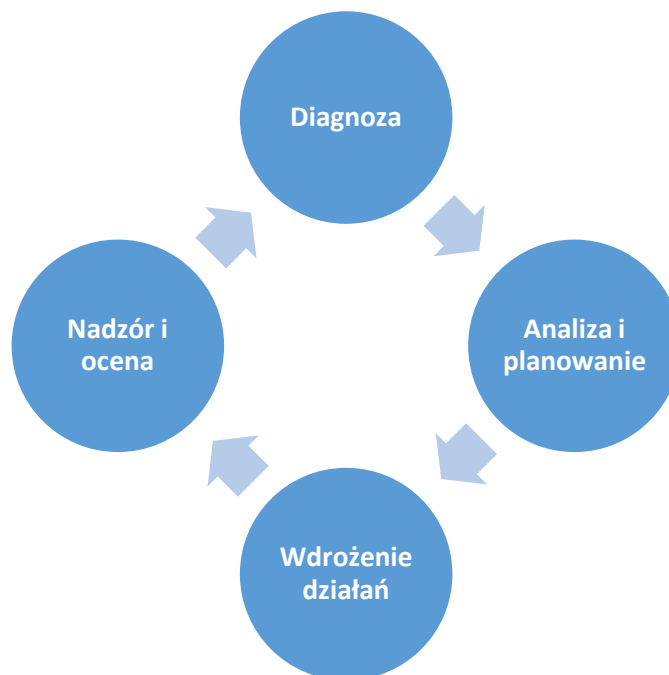 Diagnoza
Analiza i
planowanie
Wdrożenie
działań
Nadzór i
ocena